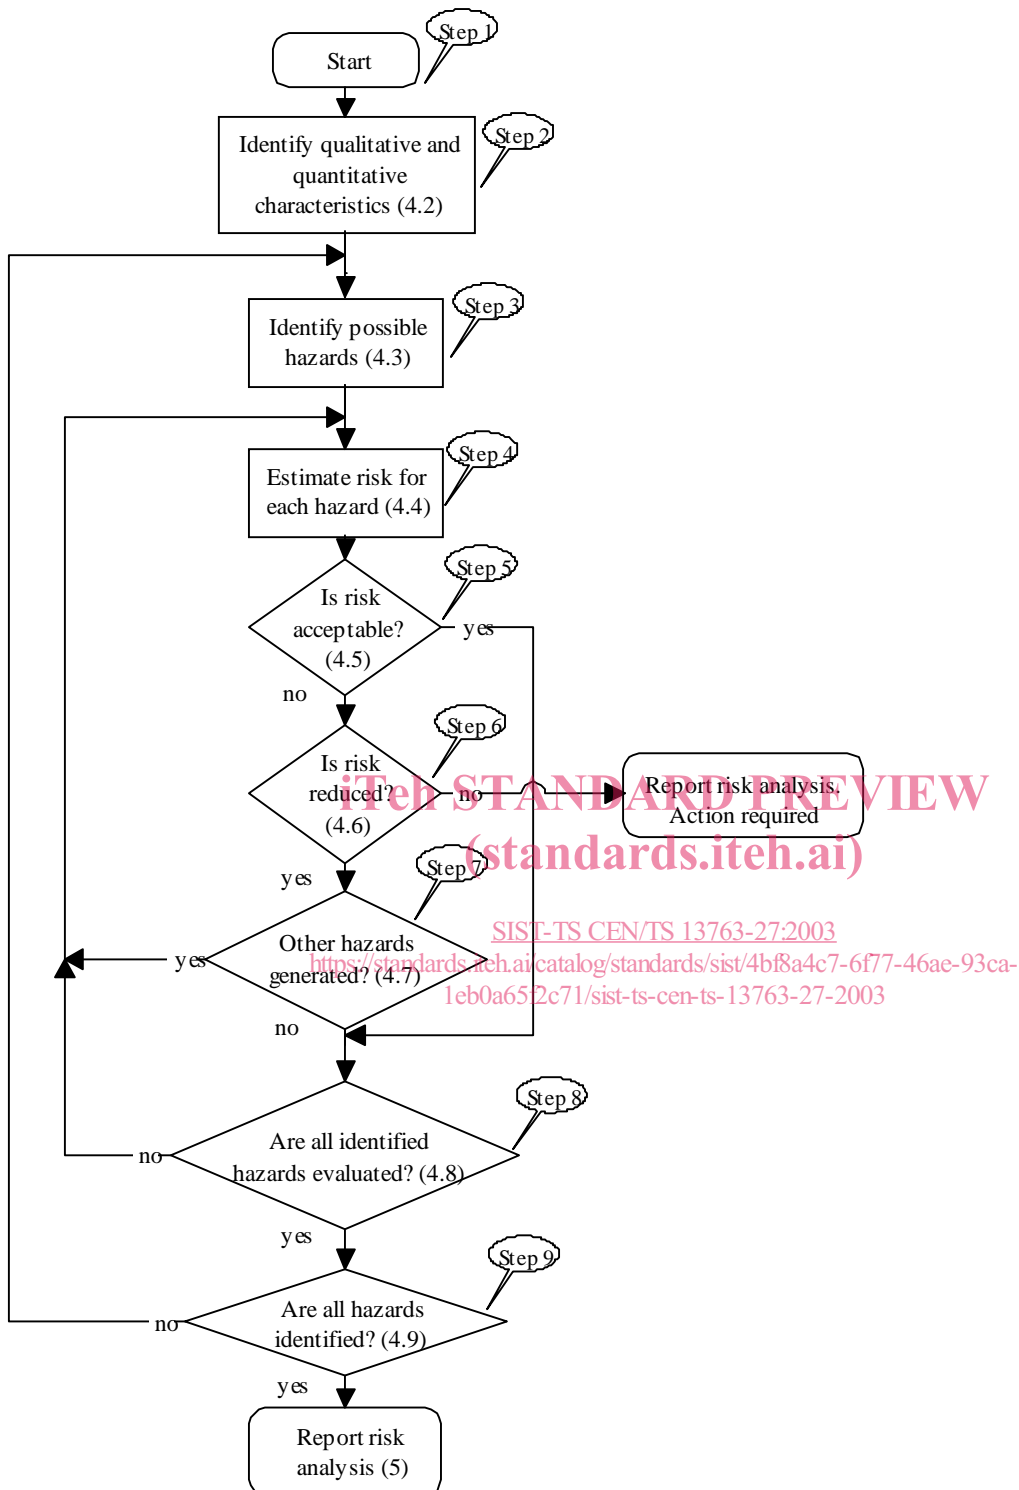 Step 1
Start
Step 2
Identify qualitative and
quantitative
characteristics (4.2)
Step 3
Identify possible
hazards (4.3)
Step 4
Estimate risk for
each hazard (4.4)
Step 5
Is risk
acceptable?
(4.5)
yes
no
Step 6
Is risk
reduced?
(4.6)
no
Report risk analysis.
Action required
iTeh STANDARD PREVIEW
(standards.iteh.ai)
yes
Step 7
Other hazards
generated? (4.7)
yes
no
SIST-TS CEN/TS 13763-27:2003
https://standards.iteh.ai/catalog/standards/sist/4bf8a4c7-6f77-46ae-93ca-
1eb0a65f2c71/sist-ts-cen-ts-13763-27-2003
Step 8
Are all identified
hazards evaluated? (4.8)
no
yes
Step 9
Are all hazards
identified? (4.9)
no
yes
Report risk
analysis (5)